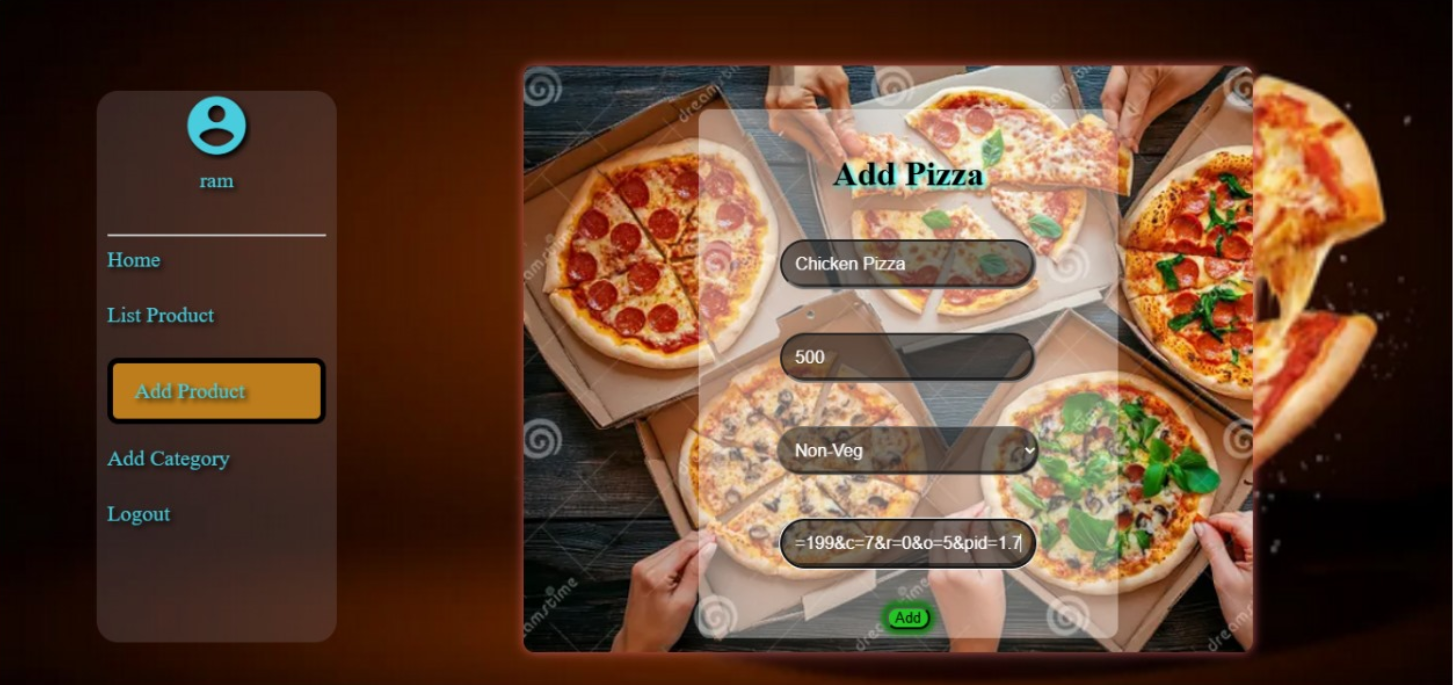 ram
Home
List Product
Add Product
Add Category
Logout
Add Pizza
Chicken Pizza
500
Non-Veg
=199&c=7&r=0&o=5&pid=1.7
Add
dreamstime